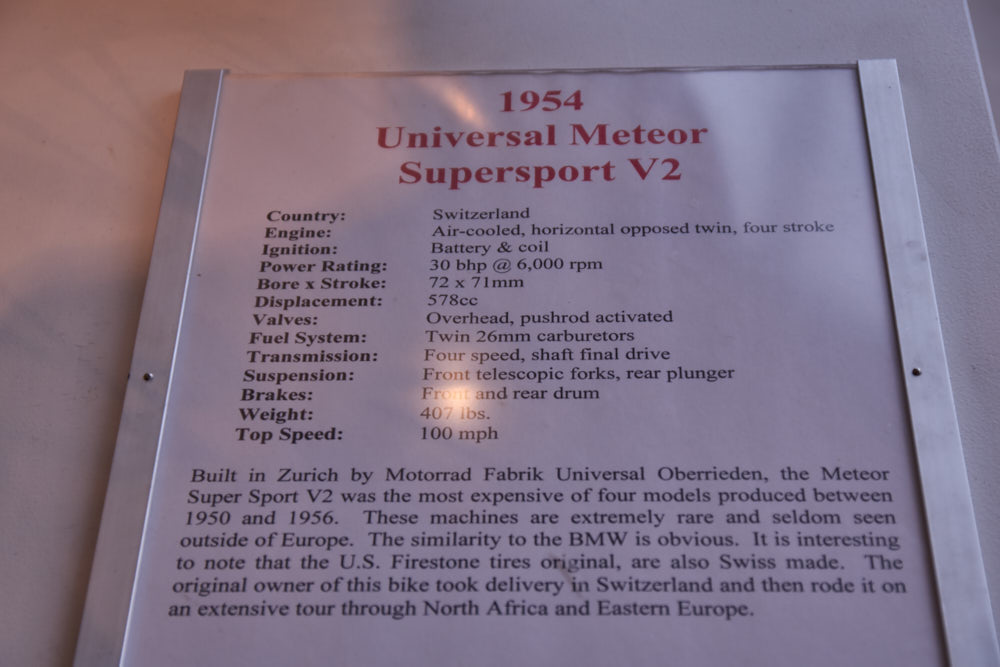 1954
Universal Meteor
Supersport V2
Country: Switzerland
Engine: Air-cooled, horizontal opposed twin, four stroke
Ignition: Battery & coil
Power Rating: 30 bhp @ 6,000 rpm
Bore x Stroke: 72 x 71mm
Displacement: 578cc
Valves: Overhead, pushrod activated
Fuel System: Twin 26mm carburetors
Transmission: Four speed, shaft final drive
Suspension: Front telescopic forks, rear plunger
Brakes: Front and rear drum
Weight: 407 lbs.
Top Speed: 100 mph
Built in Zurich by Motorrad Fabrik Universal Oberrieden, the Meteor
Super Sport V2 was the most expensive of four models produced between
1950 and 1956. These machines are extremely rare and seldom seen
outside of Europe. The similarity to the BMW is obvious. It is interesting
to note that the U.S. Firestone tires original, are also Swiss made. The
original owner of this bike took delivery in Switzerland and then rode it on
an extensive tour through North Africa and Eastern Europe.